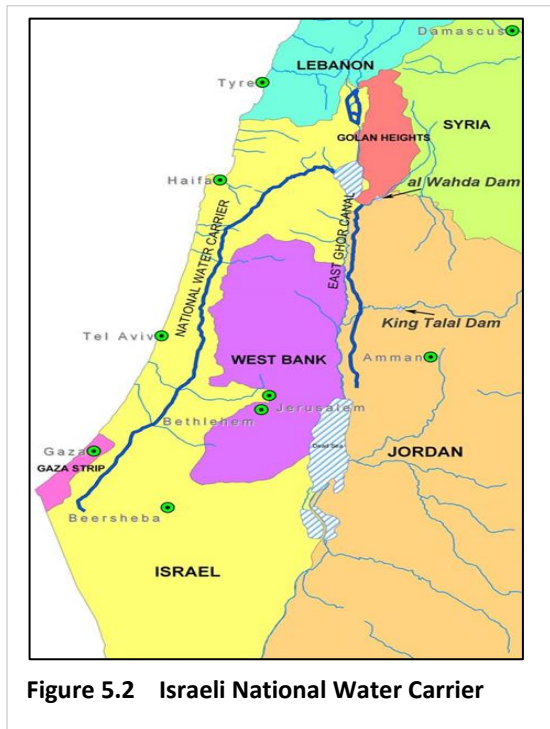 Damascus
LEBANON
Tyre
SYRIA
GOLAN HEIGHTS
al Wahda Dam
Haifa
NATIONAL WATER CARRIER
EAST GHOR CANAL
King Talal Dam
Tel Aviv
WEST BANK
Amman
Jerusalem
Bethlehem
Dead Sea
JORDAN
Gaza
GAZA STRIP
Beersheba
ISRAEL
Figure 5.2 Israeli National Water Carrier